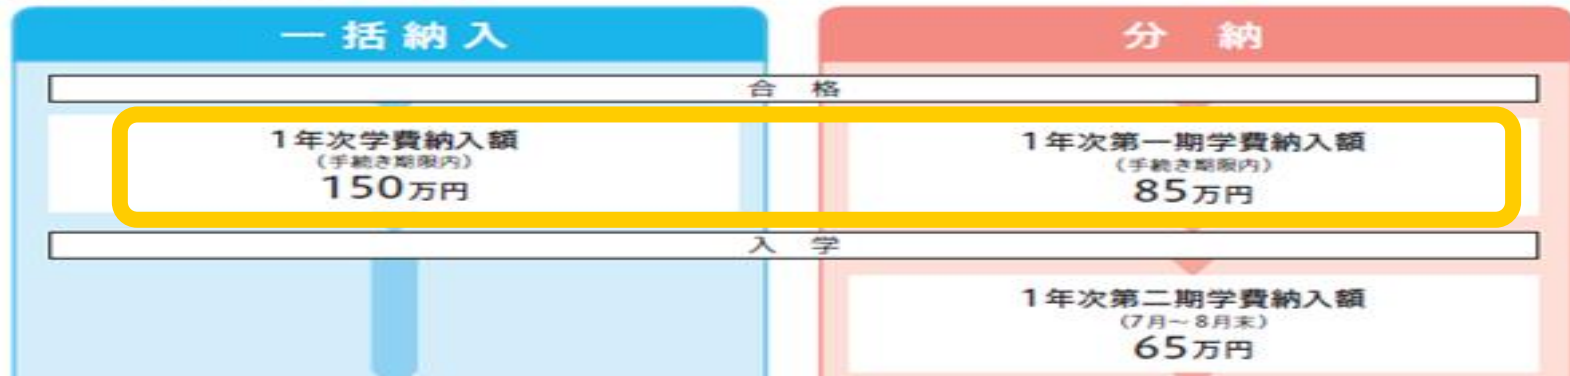 一括納入
分 納
合 格
1年次学費納入額
(手続き期限内)
150万円
1年次第一期学費納入額
(手続き期限内)
85万円
入 学
1年次第二期学費納入額
(7月~8月末)
65万円